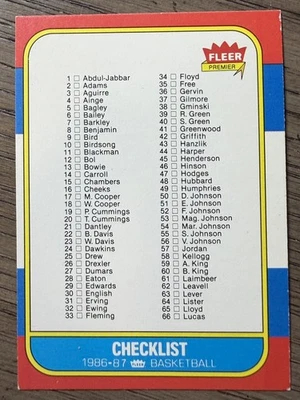 FLEER
PREMIER
1 Abdul-Jabbar
2 Adams
3 Aguirre
4 Ainge
5 Bagley
6 Bailey
7 Barkley
8 Benjamin
9 Bird
10 Birdsong
11 Blackman
12 Bol
13 Bowie
14 Carroll
15 Chambers
16 Cheeks
17 M. Cooper
18 W. Cooper
19 P. Cummings
20 T. Cummings
21 Dantley
22 B. Davis
23 W. Davis
24 Dawkins
25 Drew
26 Drexler
27 Dumars
28 Eaton
29 Edwards
30 English
31 Erving
32 Ewing
33 Fleming
34 Floyd
35 Free
36 Gervin
37 Gilmore
38 Gminski
39 R. Green
40 S. Green
41 Greenwood
42 Griffith
43 Hanzlik
44 Harper
45 Henderson
46 Hinson
47 Hodges
48 Hubbard
49 Humphries
50 D. Johnson
51 E. Johnson
52 F. Johnson
53 Mag. Johnson
54 Mar. Johnson
55 S. Johnson
56 V. Johnson
57 Jordan
58 Kellogg
59 A. King
60 B. King
61 Laimbeer
62 Leavell
63 Lever
64 Lister
65 Lloyd
66 Lucas
CHECKLIST
1986-87 BASKETBALL